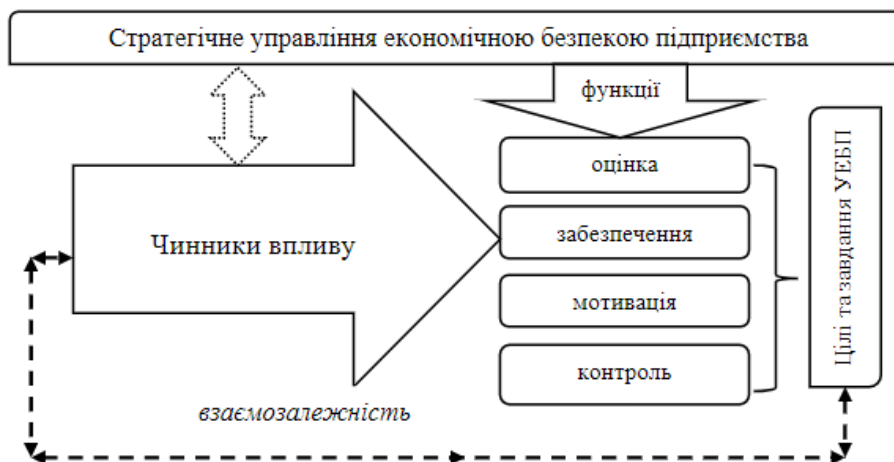 Стратегічне управління економічною безпекою підприємства
функції
оцінка
забезпечення
мотивація
контроль
Чинники впливу
Цілі та завдання УЕБП
взаємозалежність